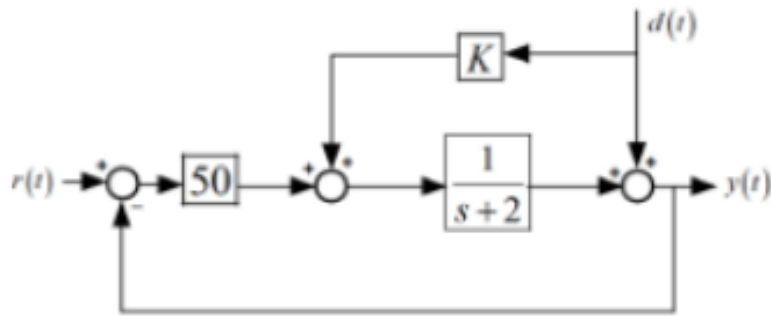 d(t)
K
r(t)
+
-
50
+
+
1
s+2
+
+
y(t)